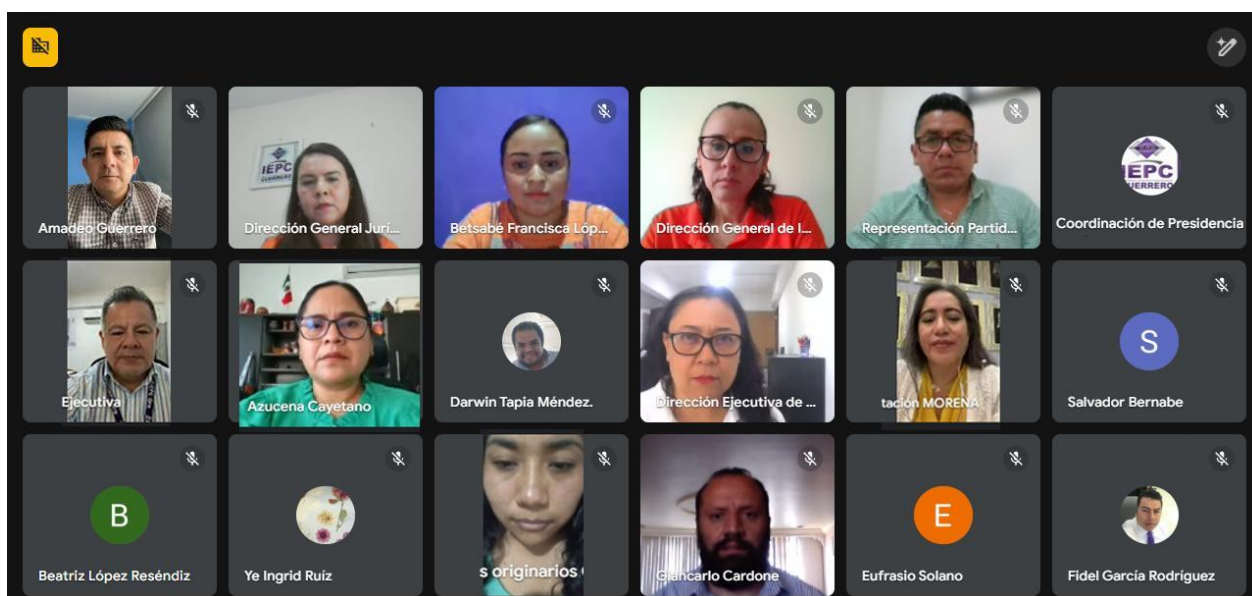 Amadeo Guerrero
IEPC
GUERRERO
Dirección General Jurí...
Betsabé Francisca Lóp...
Dirección General de I...
Representación Partid...
IEPC
GUERRERO
Coordinación de Presidencia
Ejecutiva
Azucena Cayetano
Darwin Tapia Méndez.
Dirección Ejecutiva de ...
tación MORENA
S
Salvador Bernabe
B
Beatriz López Reséndiz
Ye Ingrid Ruíz
s originarios
Giancarlo Cardone
E
Eufrasio Solano
Fidel García Rodríguez